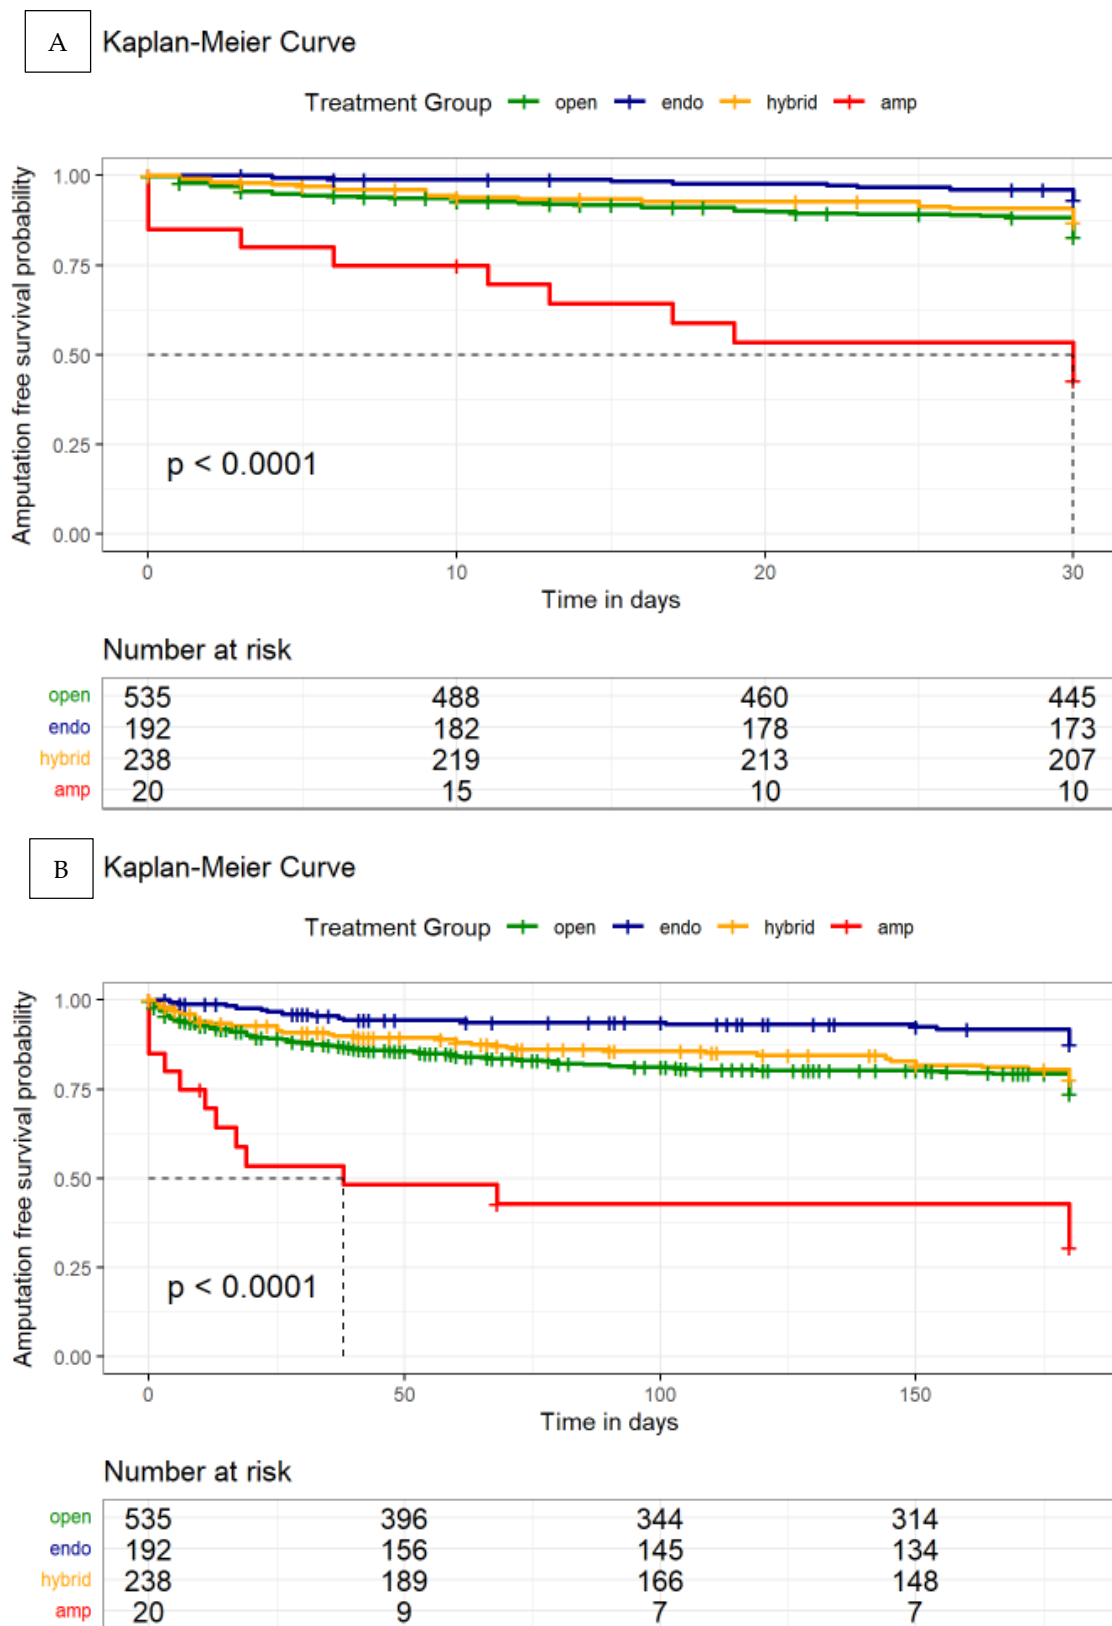 A Kaplan-Meier Curve
Treatment Group open endo hybrid amp
Amputation free survival probability
1.00
0.75
0.50
0.25
0.00
p < 0.0001
0 10 20 30
Time in days
Number at risk
open 535 488 460 445
endo 192 182 178 173
hybrid 238 219 213 207
amp 20 15 10 10
B Kaplan-Meier Curve
Treatment Group open endo hybrid amp
Amputation free survival probability
1.00
0.75
0.50
0.25
0.00
p < 0.0001
0 50 100 150
Time in days
Number at risk
open 535 396 344 314
endo 192 156 145 134
hybrid 238 189 166 148
amp 20 9 7 7